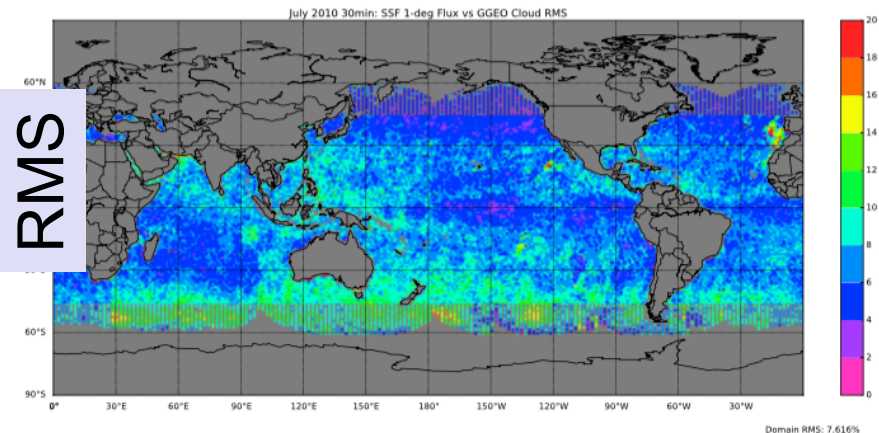 July 2010 30min: SSF 1-deg Flux vs GGEO Cloud RMS
RMS
60°N
60°S
90°S
0° 30°E 60°E 90°E 120°E 150°E 180° 150°W 120°W 90°W 60°W 30°W
20
18
16
14
12
10
8
6
4
2
0
Domain RMS: 7.616%